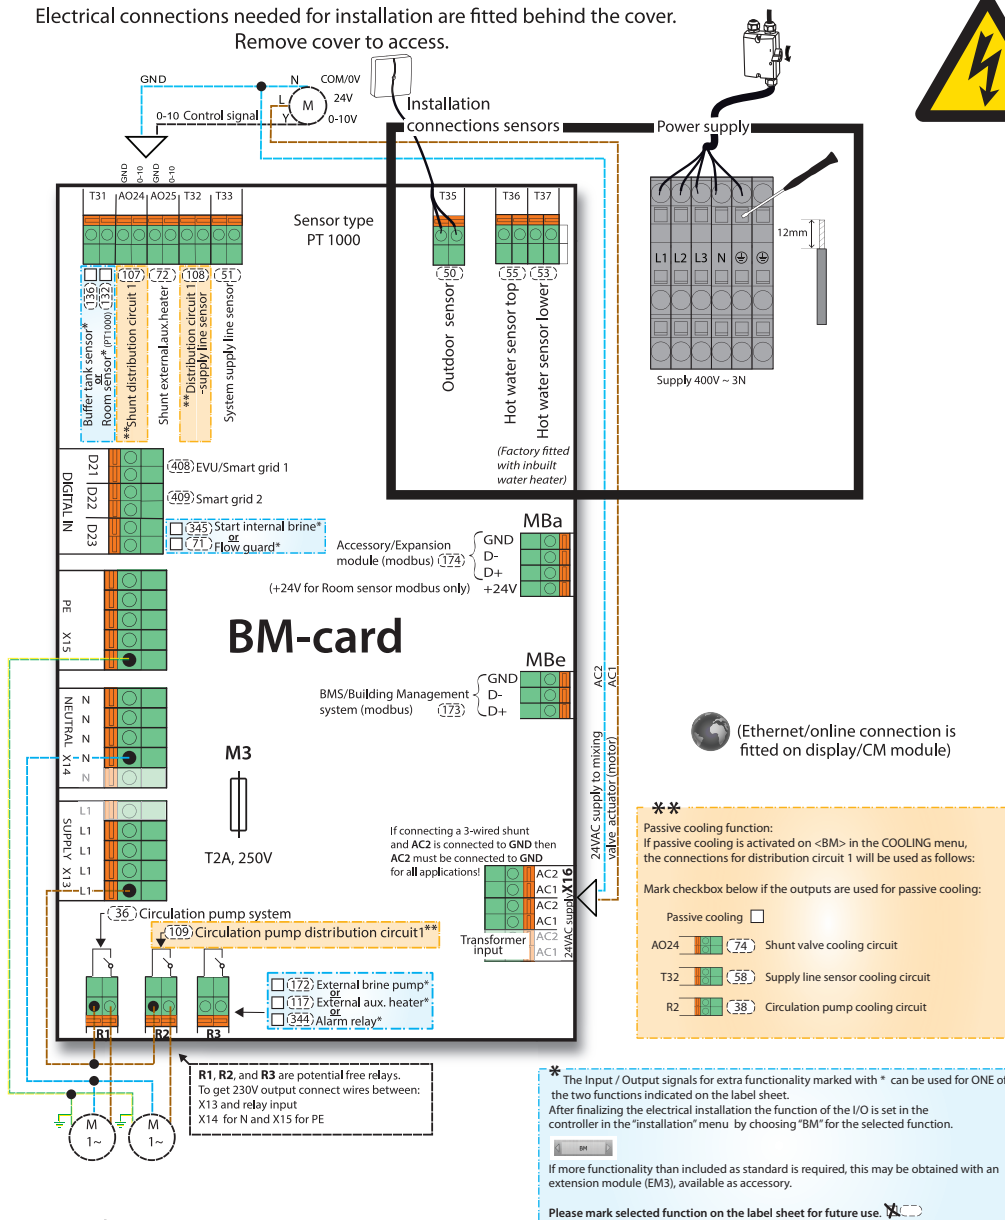 Electrical connections needed for installation are fitted behind the cover.
Remove cover to access.
GND
N
COM/0V
L
M
24V
0-10 Control signal
Y
0-10V
Installation
connections sensors
Power supply
GND
0-10
GND
0-10
T31
AO24
AO25
T32
T33
Sensor type
PT 1000
T35
T36
T37
12mm
L1 L2 L3 N
Supply 400V ~ 3N
136
132
107
72
108
51
50
55
53
Buffer tank sensor*
or
Room sensor* (PT1000)
**Shunt distribution circuit 1
Shunt external.aux.heater
**Distribution circuit 1
-supply line sensor
System supply line sensor
Outdoor sensor
Hot water sensor top
Hot water sensor lower
(Factory fitted
with inbuilt
water heater)
DIGITAL IN
D21
D22
D23
408 EVU/Smart grid 1
409 Smart grid 2
345 Start internal brine*
or
71 Flow guard*
MBa
Accessory/Expansion
module (modbus) 174
GND
D-
D+
(+24V for Room sensor modbus only) +24V
PE X15
BM-card
MBe
BMS/Building Management
system (modbus) 173
GND
D-
D+
AC2
AC1
24VAC supply to mixing
valve actuator (motor)
NEUTRAL X14
N
N
N
N
N
M3
T2A, 250V
(Ethernet/online connection is
fitted on display/CM module)
SUPPLY X13
L1
L1
L1
L1
L1
If connecting a 3-wired shunt
and AC2 is connected to GND then
AC2 must be connected to GND
for all applications!
AC2
AC1
AC2
AC1
AC2
AC1
X16
24VAC supply
Transformer
input
36 Circulation pump system
109 Circulation pump distribution circuit1**
172 External brine pump*
or
117 External aux. heater*
or
344 Alarm relay*
R1
R2
R3
R1, R2, and R3 are potential free relays.
To get 230V output connect wires between:
X13 and relay input
X14 for N and X15 for PE
M
1~
M
1~
**
Passive cooling function:
If passive cooling is activated on <BM> in the COOLING menu,
the connections for distribution circuit 1 will be used as follows:
Mark checkbox below if the outputs are used for passive cooling:
Passive cooling
AO24 74 Shunt valve cooling circuit
T32 58 Supply line sensor cooling circuit
R2 38 Circulation pump cooling circuit
* The Input / Output signals for extra functionality marked with * can be used for ONE of
the two functions indicated on the label sheet.
After finalizing the electrical installation the function of the I/O is set in the
controller in the "installation" menu by choosing "BM" for the selected function.
BM
If more functionality than included as standard is required, this may be obtained with an
extension module (EM3), available as accessory.
Please mark selected function on the label sheet for future use.